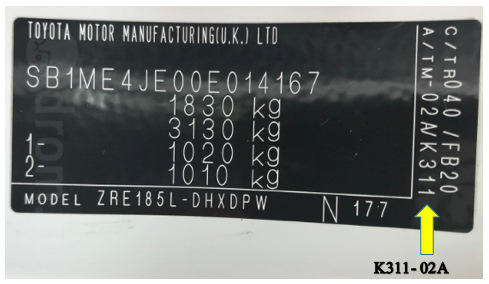 TOYOTA MOTOR MANUFACTURING(U.K.) LTD
SB1ME4JE00E014167
1830 kg
3130 kg
1- 1020 kg
2- 1010 kg
MODEL ZRE185L-DHXDPW N 177
C/TR040 /FB20
A/TM-02A/K311
K311-02A